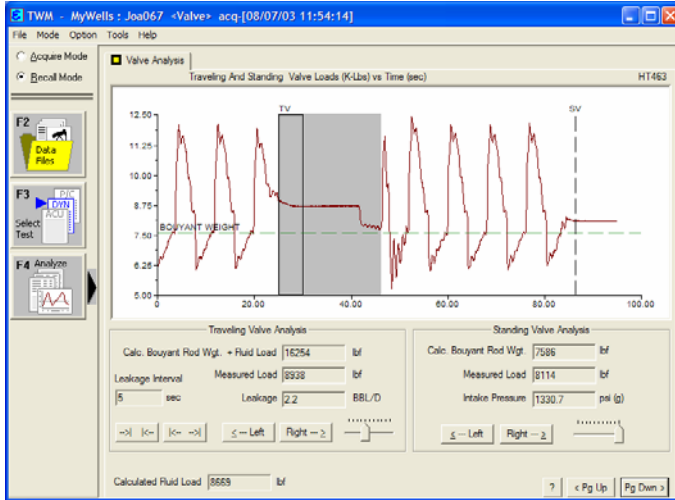 TWM - MyWells : Joa067 <Valve> acq-[08/07/03 11:54:14]
File Mode Option Tools Help
Acquire Mode
Recall Mode
F2
Data
Files
F3
PIC
DYN
ACU
Select
Test
F4 Analyze
Valve Analysis
Traveling And Standing Valve Loads (K-Lbs) vs Time (sec) HT463
TV SV
12.50
11.25
10.00
8.75
7.50
BOUYANT WEIGHT
6.25
5.00
0.00 20.00 40.00 60.00 80.00 100.00
Traveling Valve Analysis
Calc. Bouyant Rod Wgt. + Fluid Load 16254 lbf
Leakage Interval
Measured Load 8938 lbf
5 sec
Leakage 2.2 BBL/D
-->| |<-- |<-- -->| < -- Left Right -- >
Standing Valve Analysis
Calc. Bouyant Rod Wgt. 7586 lbf
Measured Load 8114 lbf
Intake Pressure 1330.7 psi (g)
< -- Left Right -- >
Calculated Fluid Load 8669 lbf
? < Pg Up Pg Dwn >